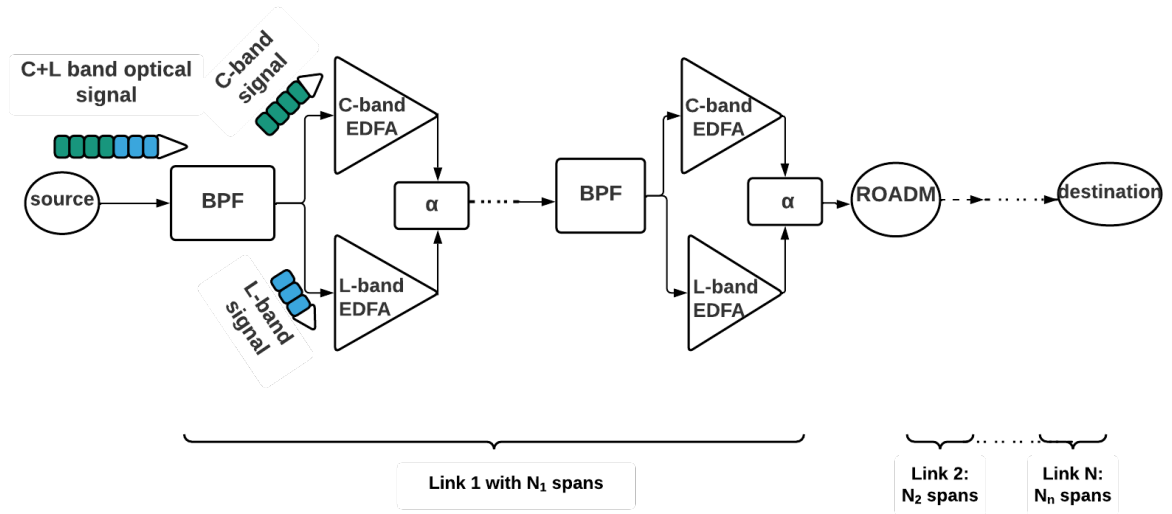 C+L band optical
signal
C-band
signal
source
BPF
C-band
EDFA
α
L-band
EDFA
L-band
signal
BPF
C-band
EDFA
α
L-band
EDFA
ROADM
destination
Link 1 with N₁ spans
Link 2:
N₂ spans
Link N:
Nₙ spans